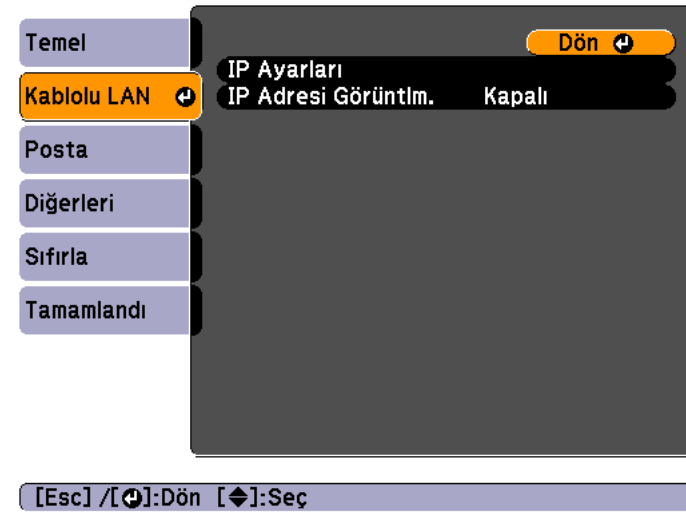 Temel
Dön
IP Ayarları
Kablolu LAN
IP Adresi Görüntlm. Kapalı
Posta
Diğerleri
Sıfırla
Tamamlandı
[Esc] /[⏎]:Dön [◆]:Seç